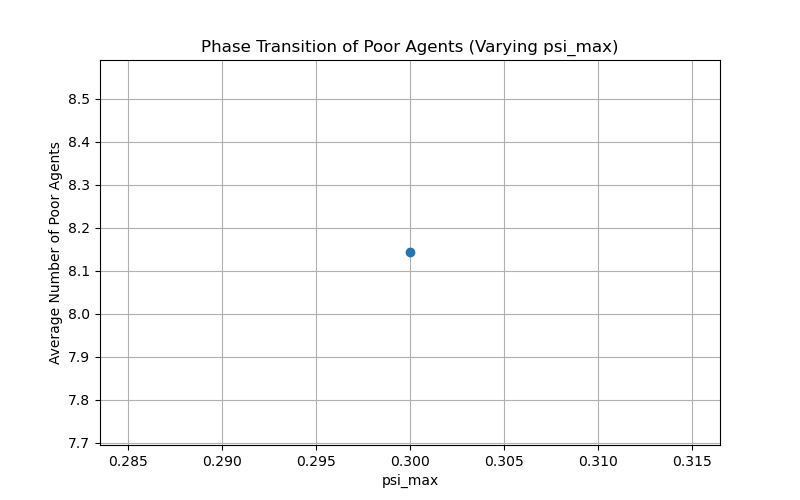 Phase Transition of Poor Agents (Varying psi_max)
Average Number of Poor Agents
8.5
8.4
8.3
8.2
8.1
8.0
7.9
7.8
7.7
0.285 0.290 0.295 0.300 0.305 0.310 0.315
psi_max